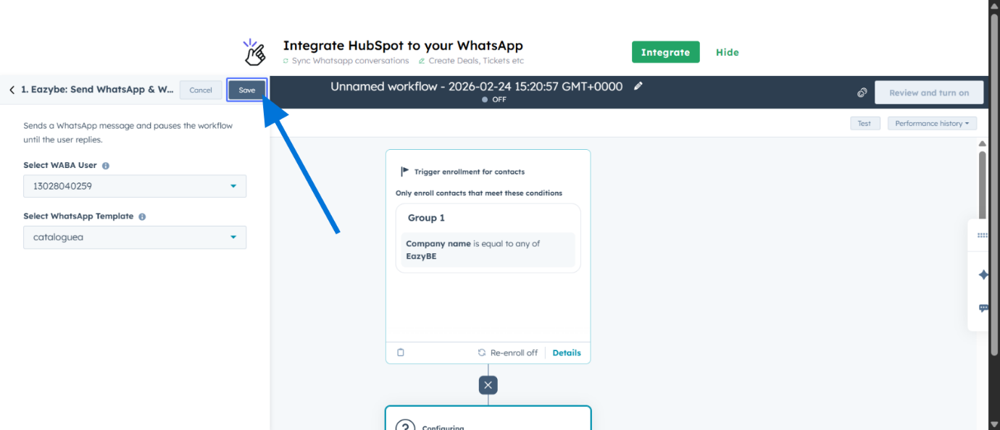 Integrate HubSpot to your WhatsApp
Sync Whatsapp conversations
Create Deals, Tickets etc
Integrate
Hide
1. Eazybe: Send WhatsApp & W...
Cancel
Save
Unnamed workflow - 2026-02-24 15:20:57 GMT+0000
OFF
Review and turn on
Test
Performance history
Sends a WhatsApp message and pauses the workflow
until the user replies.
Select WABA User
13028040259
Select WhatsApp Template
cataloguea
Trigger enrollment for contacts
Only enroll contacts that meet these conditions
Group 1
Company name is equal to any of
EazyBE
Re-enroll off
Details
?
Configuring